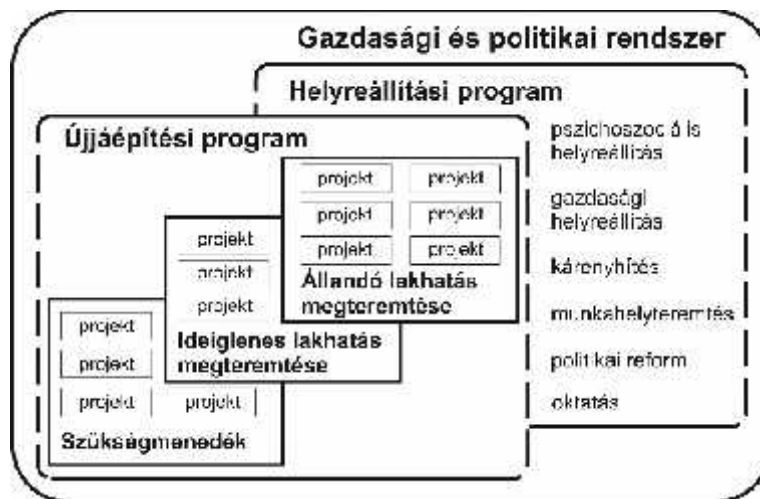 Gazdasági és politikai rendszer
Helyreállítási program
Újjáépítési program
pszichoszociális
helyreállítás
gazdasági
helyreállítás
kárenyhítés
munkahelyteremtés
politikai reform
oktatás
projekt projekt
projekt projekt
projekt projekt
Állandó lakhatás
megteremtése
projekt
projekt
projekt
Ideiglenes lakhatás
megteremtése
projekt
projekt
projekt projekt
Szükségmenedék